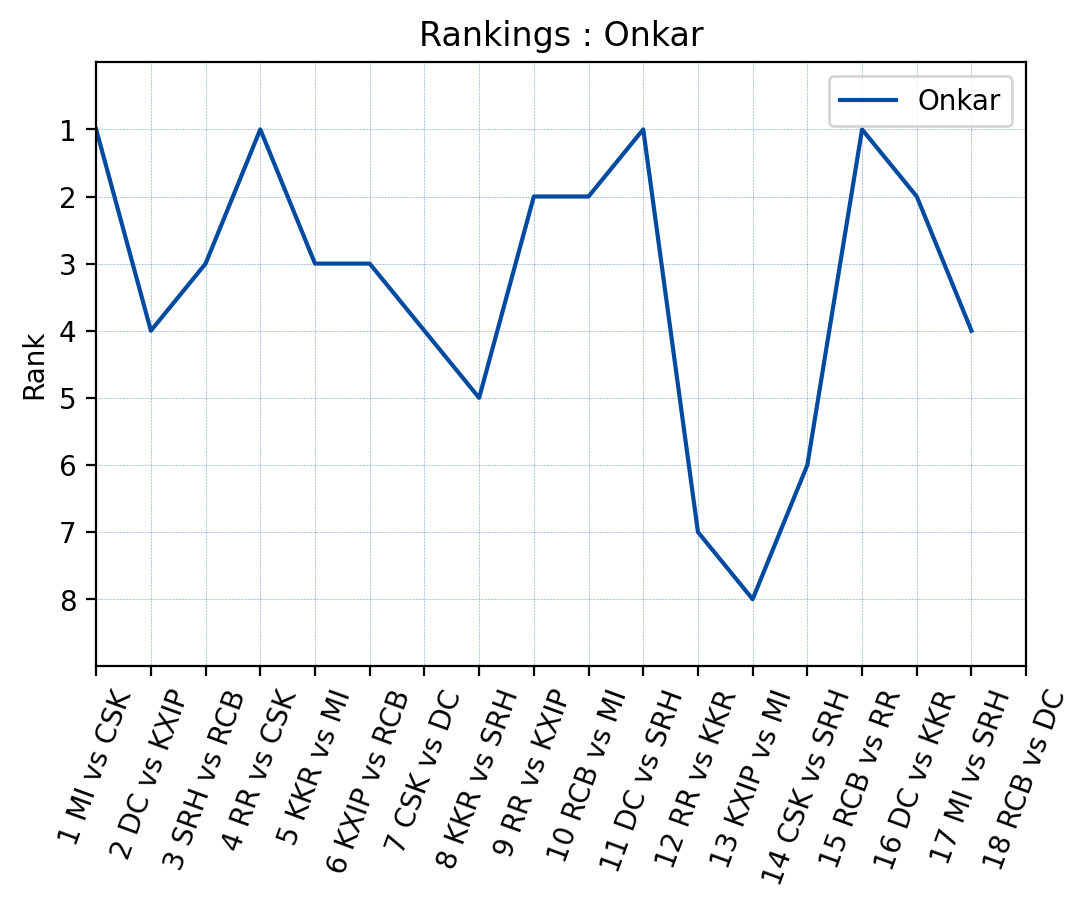 Rankings : Onkar
Onkar
Rank
1
2
3
4
5
6
7
8
1 MI vs CSK
2 DC vs KXIP
3 SRH vs RCB
4 RR vs CSK
5 KKR vs MI
6 KXIP vs RCB
7 CSK vs DC
8 KKR vs SRH
9 RR vs KXIP
10 RCB vs MI
11 DC vs SRH
12 RR vs KKR
13 KXIP vs MI
14 CSK vs SRH
15 RCB vs RR
16 DC vs KKR
17 MI vs SRH
18 RCB vs DC